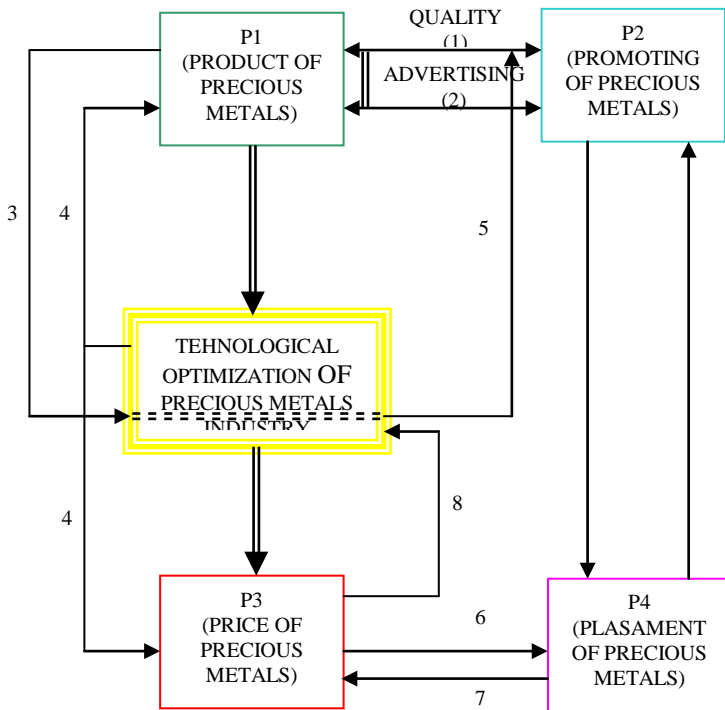 P1
(PRODUCT OF
PRECIOUS
METALS)
QUALITY
(1)
ADVERTISING
(2)
P2
(PROMOTING
OF PRECIOUS
METALS)
3
4
5
TEHNOLOGICAL
OPTIMIZATION OF
PRECIOUS METALS
INDUSTRY
4
8
P3
(PRICE OF
PRECIOUS
METALS)
6
7
P4
(PLASAMENT
OF PRECIOUS
METALS)